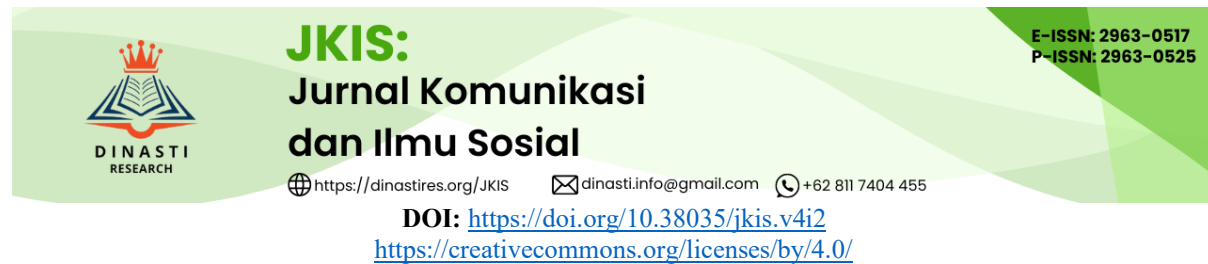 JKIS:
Jurnal Komunikasi
dan Ilmu Sosial
E-ISSN: 2963-0517
P-ISSN: 2963-0525
DINASTI
RESEARCH
https://dinastires.org/JKIS dinasti.info@gmail.com +62 811 7404 455
DOI: https://doi.org/10.38035/jkis.v4i2
https://creativecommons.org/licenses/by/4.0/